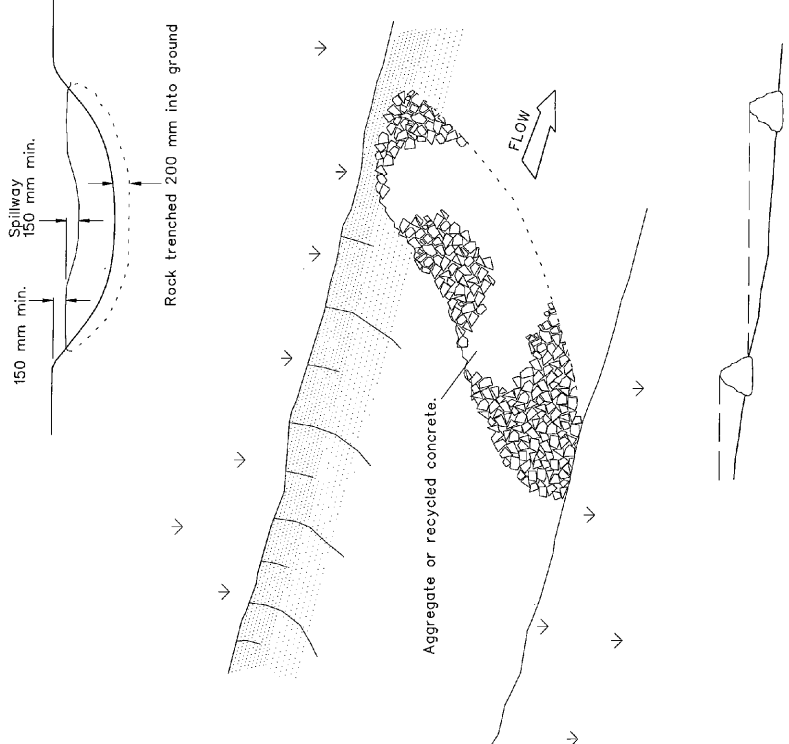 150 mm min.
Spillway
150 mm min.
Rock trenched 200 mm into ground
Aggregate or recycled concrete.
FLOW